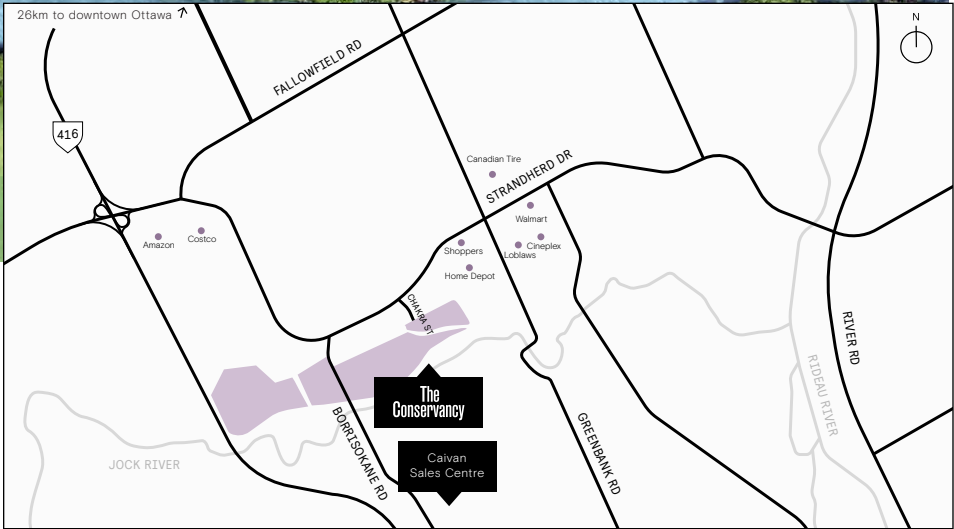 26km to downtown Ottawa
N
FALLOWFIELD RD
416
Canadian Tire
STRANDHERD DR
Walmart
Amazon
Costco
Shoppers
Cineplex
Loblaws
Home Depot
CHAKRA ST
RIVER RD
RIDEAU RIVER
The
Conservancy
BORRISOKANE RD
GREENBANK RD
Caivan
Sales Centre
JOCK RIVER